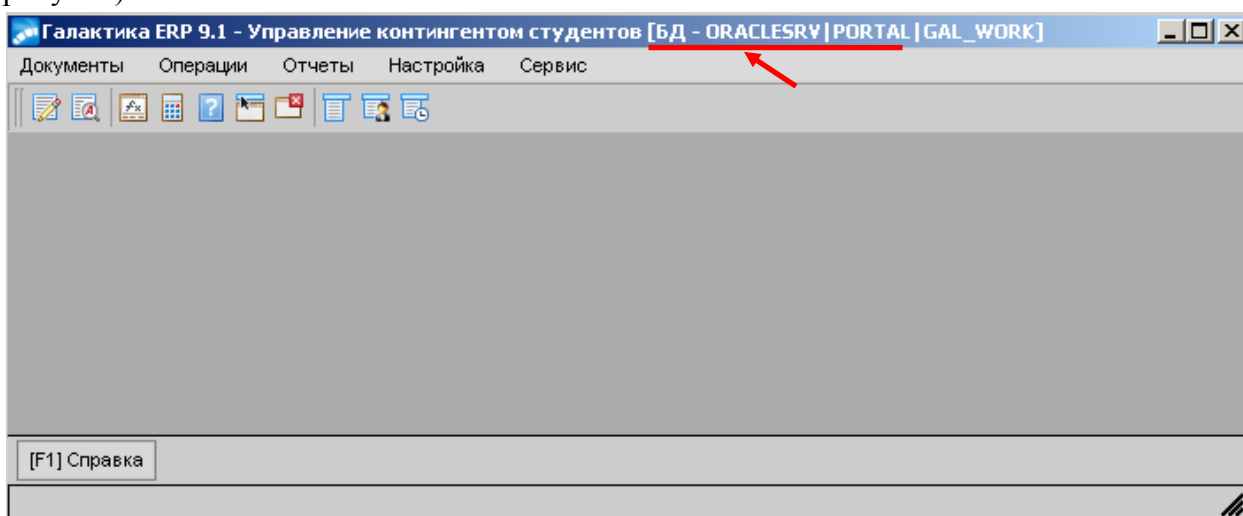 Галактика ERP 9.1 - Управление контингентом студентов [БД - ORACLESRV|PORTAL|GAL_WORK]
Документы Операции Отчеты Настройка Сервис
[F1] Справка